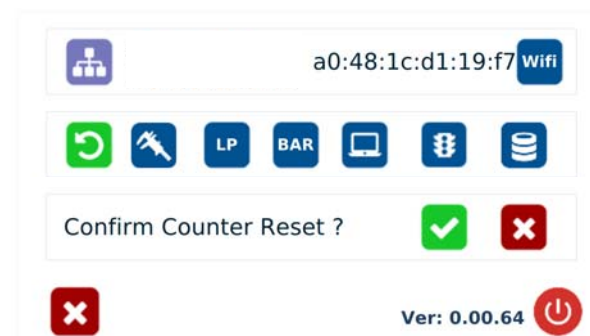 a0:48:1c:d1:19:f7 Wifi
LP BAR
Confirm Counter Reset ?
Ver: 0.00.64